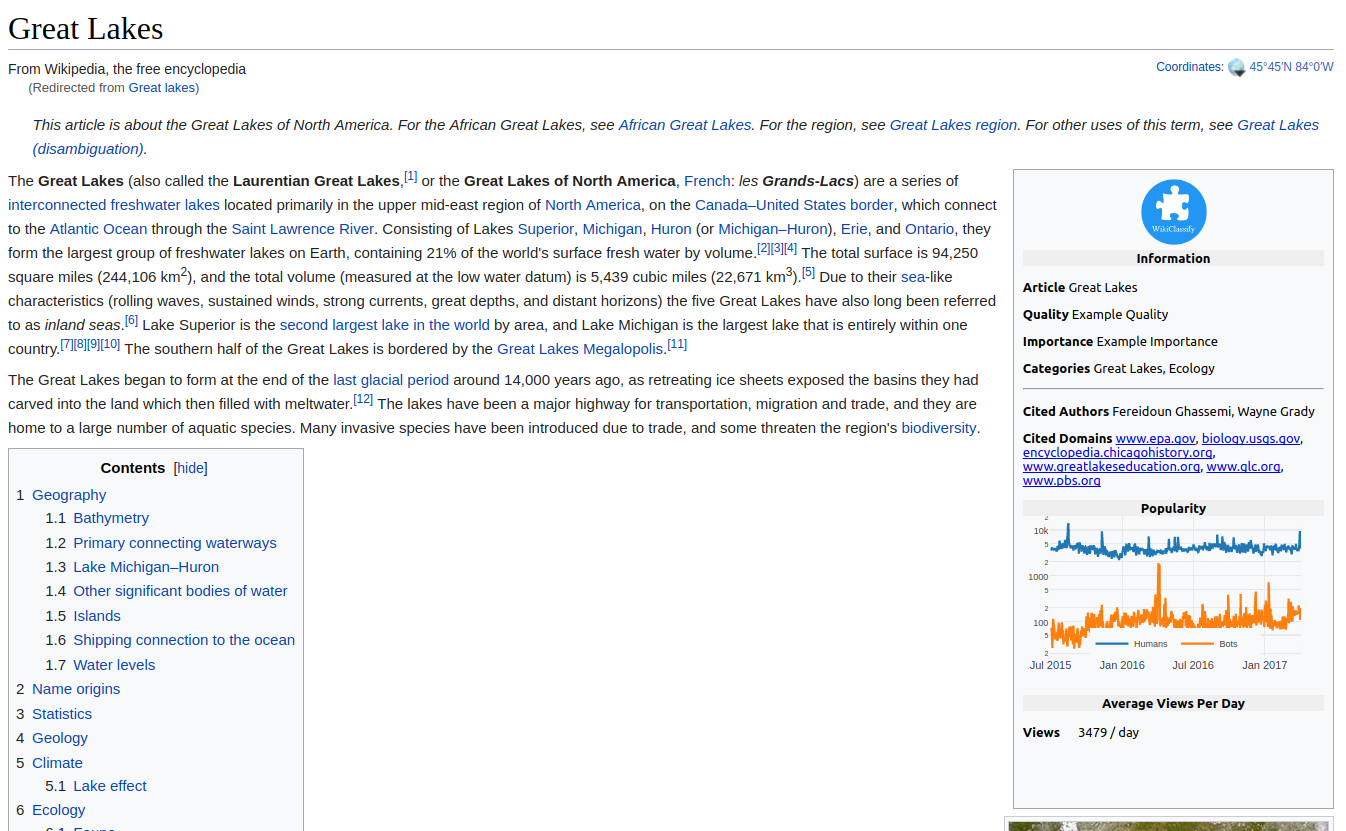 Great Lakes
From Wikipedia, the free encyclopedia
Coordinates: 45°45′N 84°0′W
(Redirected from Great lakes)
This article is about the Great Lakes of North America. For the African Great Lakes, see African Great Lakes. For the region, see Great Lakes region. For other uses of this term, see Great Lakes
(disambiguation).
The Great Lakes (also called the Laurentian Great Lakes,[1] or the Great Lakes of North America, French: les Grands-Lacs) are a series of
interconnected freshwater lakes located primarily in the upper mid-east region of North America, on the Canada–United States border, which connect
to the Atlantic Ocean through the Saint Lawrence River. Consisting of Lakes Superior, Michigan, Huron (or Michigan–Huron), Erie, and Ontario, they
form the largest group of freshwater lakes on Earth, containing 21% of the world's surface fresh water by volume.[2][3][4] The total surface is 94,250
square miles (244,106 km2), and the total volume (measured at the low water datum) is 5,439 cubic miles (22,671 km3).[5] Due to their sea-like
characteristics (rolling waves, sustained winds, strong currents, great depths, and distant horizons) the five Great Lakes have also long been referred
to as inland seas.[6] Lake Superior is the second largest lake in the world by area, and Lake Michigan is the largest lake that is entirely within one
country.[7][8][9][10] The southern half of the Great Lakes is bordered by the Great Lakes Megalopolis.[11]
The Great Lakes began to form at the end of the last glacial period around 14,000 years ago, as retreating ice sheets exposed the basins they had
carved into the land which then filled with meltwater.[12] The lakes have been a major highway for transportation, migration and trade, and they are
home to a large number of aquatic species. Many invasive species have been introduced due to trade, and some threaten the region's biodiversity.
Contents [hide]
1 Geography
1.1 Bathymetry
1.2 Primary connecting waterways
1.3 Lake Michigan–Huron
1.4 Other significant bodies of water
1.5 Islands
1.6 Shipping connection to the ocean
1.7 Water levels
2 Name origins
3 Statistics
4 Geology
5 Climate
5.1 Lake effect
6 Ecology
6.1 Fauna
WikiClassify
Information
Article Great Lakes
Quality Example Quality
Importance Example Importance
Categories Great Lakes, Ecology
Cited Authors Fereidoun Ghassemi, Wayne Grady
Cited Domains www.epa.gov, biology.usgs.gov,
encyclopedia.chicagohistory.org,
www.greatlakeseducation.org, www.glc.org,
www.pbs.org
Popularity
2
10k
5
2
1000
5
2
100
5
2
Humans Bots
Jul 2015 Jan 2016 Jul 2016 Jan 2017
Average Views Per Day
Views 3479 / day